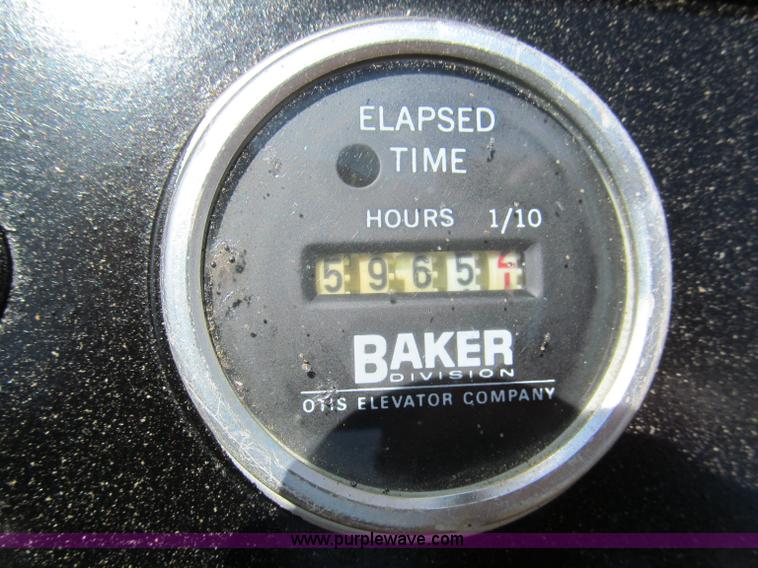 ELAPSED
TIME
HOURS 1/10
5965
BAKER
DIVISION
OTIS ELEVATOR COMPANY
www.purplewave.com